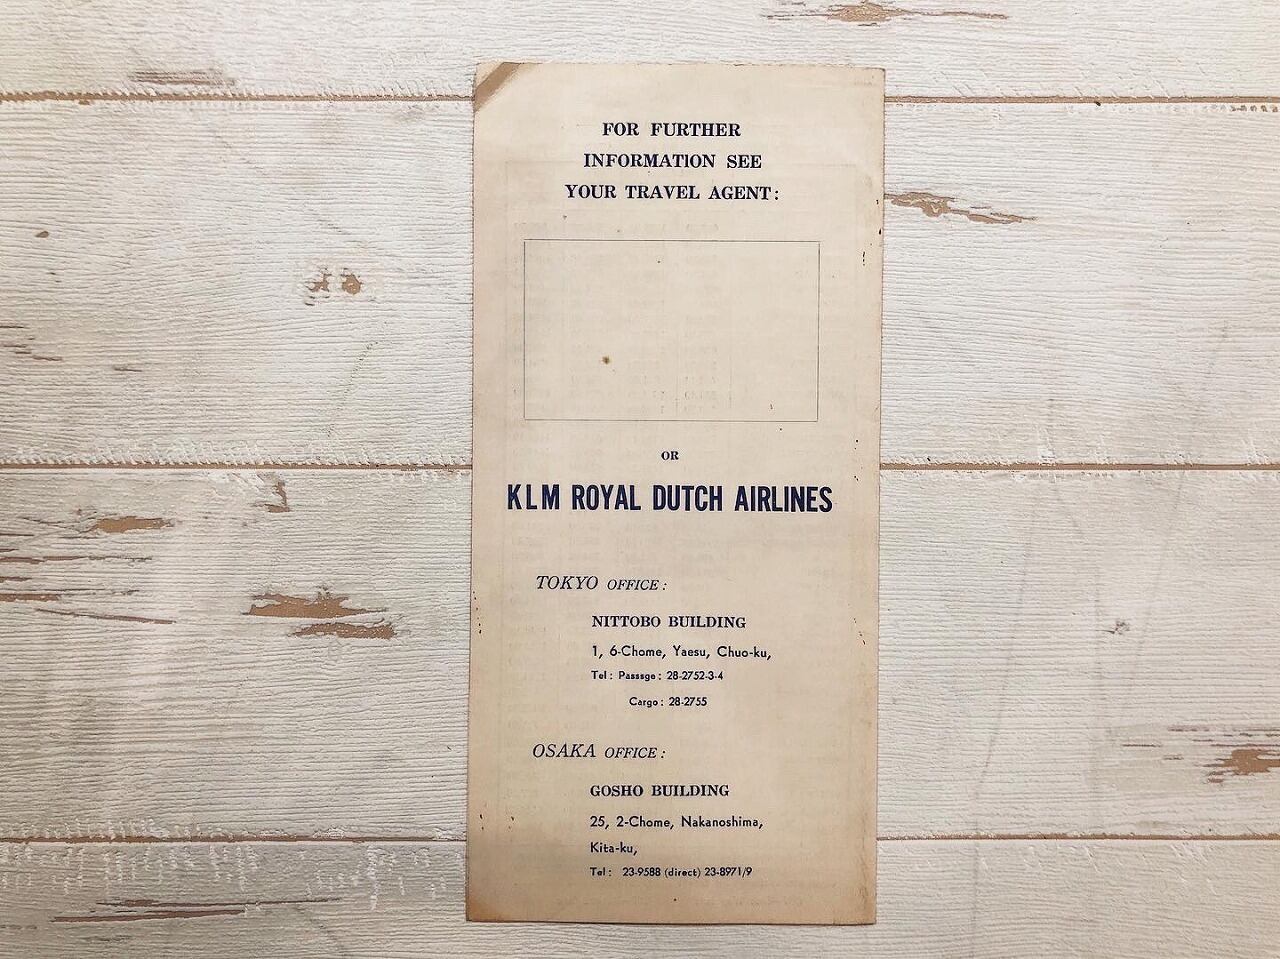 FOR FURTHER
INFORMATION SEE
YOUR TRAVEL AGENT:
OR
KLM ROYAL DUTCH AIRLINES
TOKYO OFFICE:
NITTOBO BUILDING
1, 6-Chome, Yaesu, Chuo-ku,
Tel: Passsge: 28-2752-3-4
Cargo: 28-2755
OSAKA OFFICE:
GOSHO BUILDING
25, 2-Chome, Nakanoshima,
Kita-ku,
Tel: 23-9588 (direct) 23-8971/9